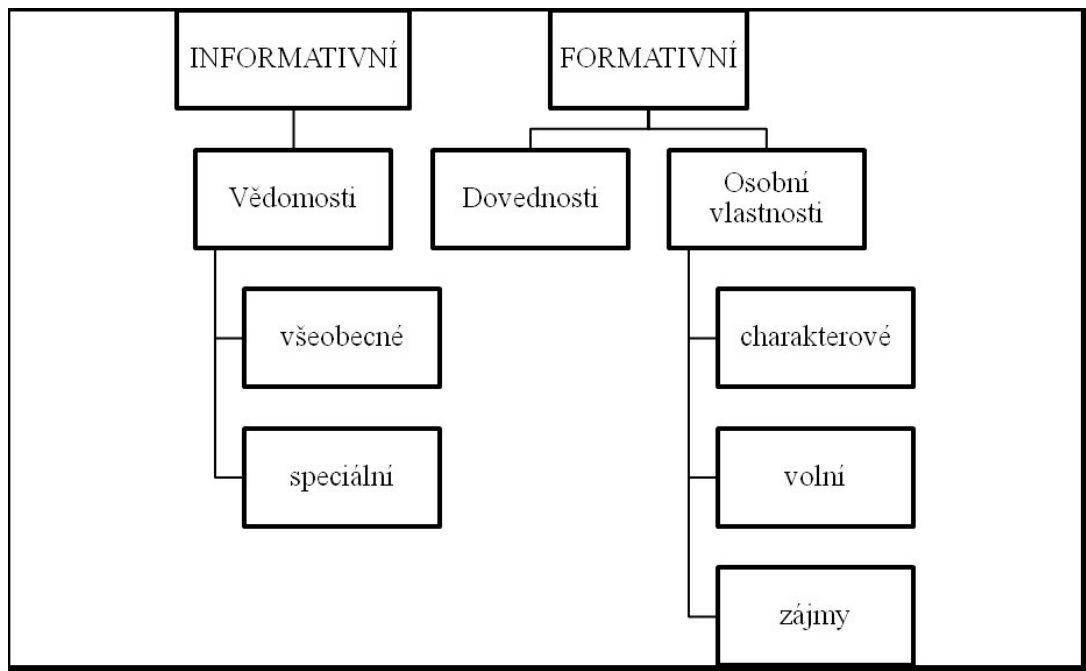 INFORMATIVNÍ
FORMATIVNÍ
Vědomosti
Dovednosti
Osobní
vlastnosti
všeobecné
charakterové
speciální
volní
zájmy